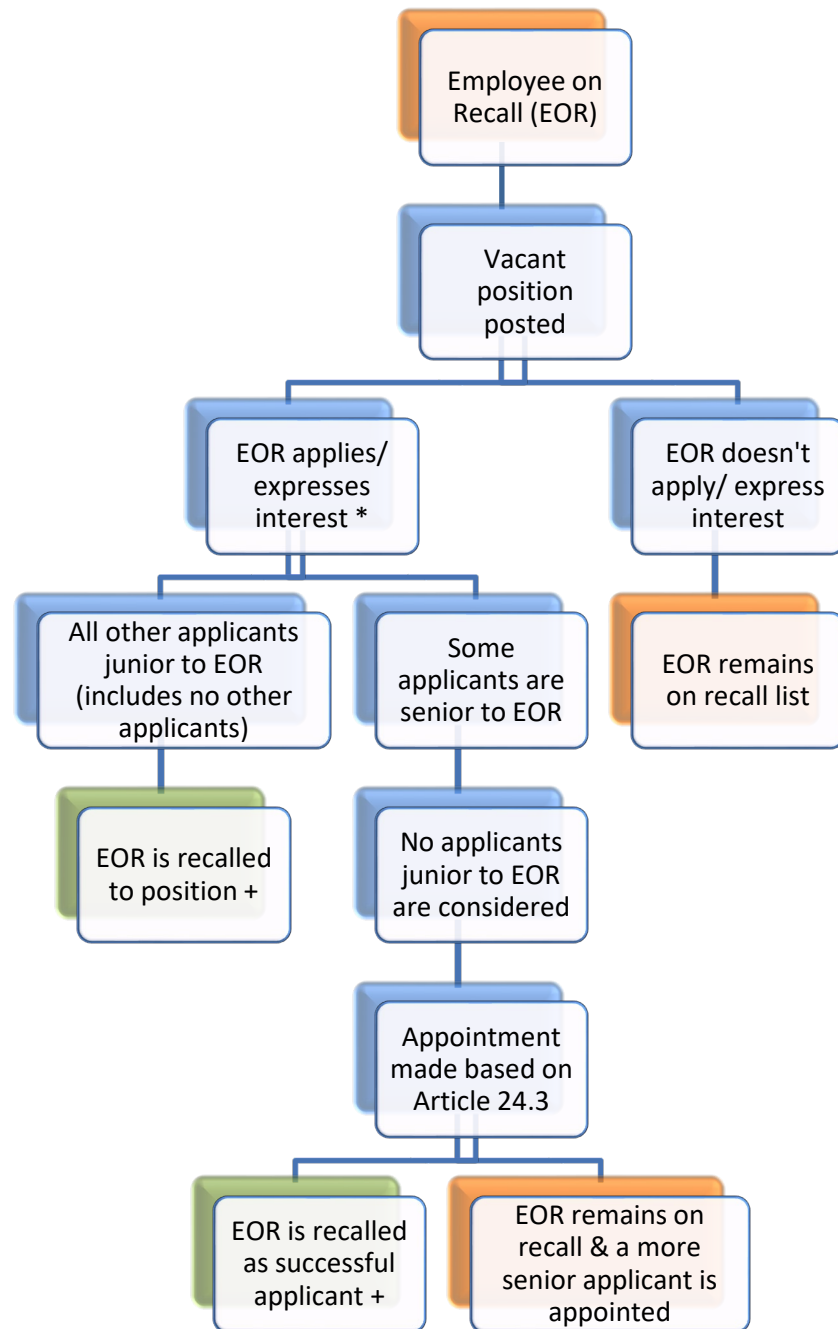 Employee on
Recall (EOR)
Vacant
position
posted
EOR applies/
expresses
interest *
EOR doesn't
apply/ express
interest
All other applicants
junior to EOR
(includes no other
applicants)
Some
applicants are
senior to EOR
EOR remains
on recall list
EOR is recalled
to position +
No applicants
junior to EOR
are considered
Appointment
made based on
Article 24.3
EOR is recalled
as successful
applicant +
EOR remains on
recall & a more
senior applicant is
appointed